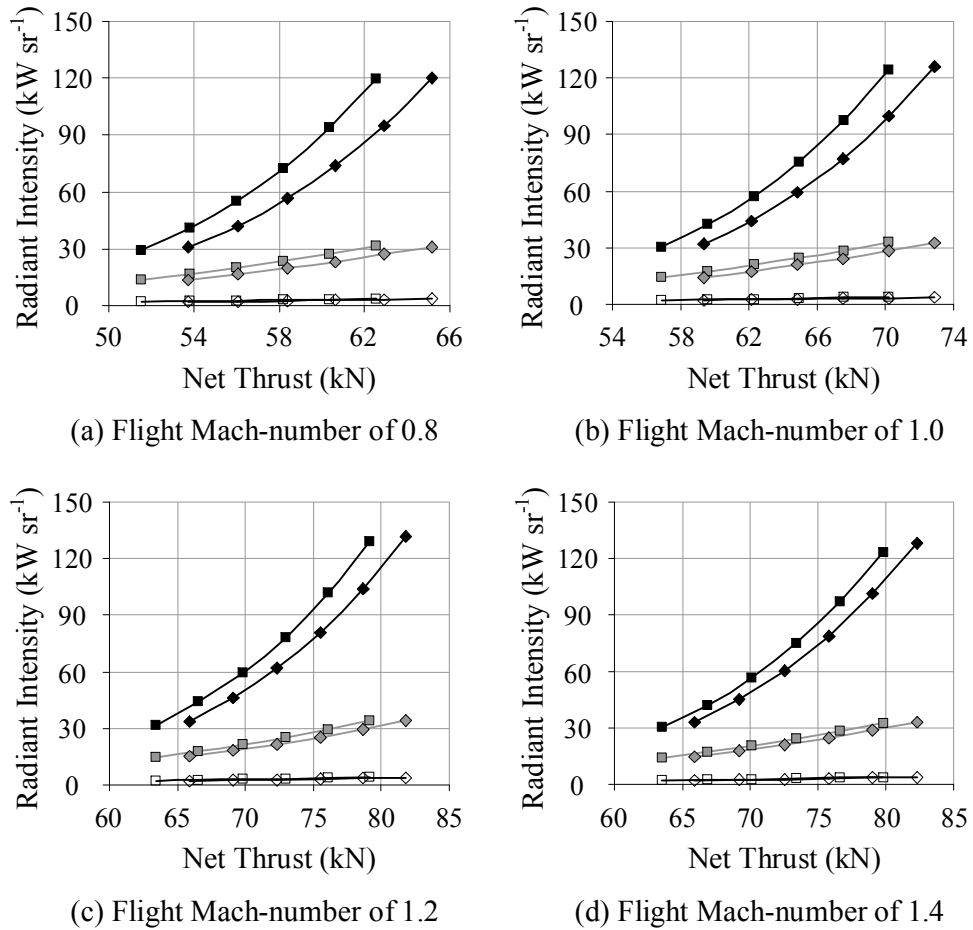 Radiant Intensity (kW sr⁻¹)
150
120
90
60
30
0
50 54 58 62 66
Net Thrust (kN)
(a) Flight Mach-number of 0.8
Radiant Intensity (kW sr⁻¹)
150
120
90
60
30
0
54 58 62 66 70 74
Net Thrust (kN)
(b) Flight Mach-number of 1.0
Radiant Intensity (kW sr⁻¹)
150
120
90
60
30
0
60 65 70 75 80 85
Net Thrust (kN)
(c) Flight Mach-number of 1.2
Radiant Intensity (kW sr⁻¹)
150
120
90
60
30
0
60 65 70 75 80 85
Net Thrust (kN)
(d) Flight Mach-number of 1.4